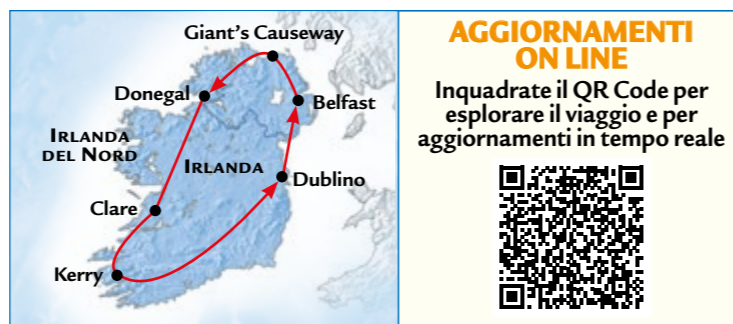 Giant's Causeway
Donegal
Belfast
IRLANDA
DEL NORD
IRLANDA
Dublino
Clare
Kerry
AGGIORNAMENTI
ON LINE
Inquadrate il QR Code per
esplorare il viaggio e per
aggiornamenti in tempo reale